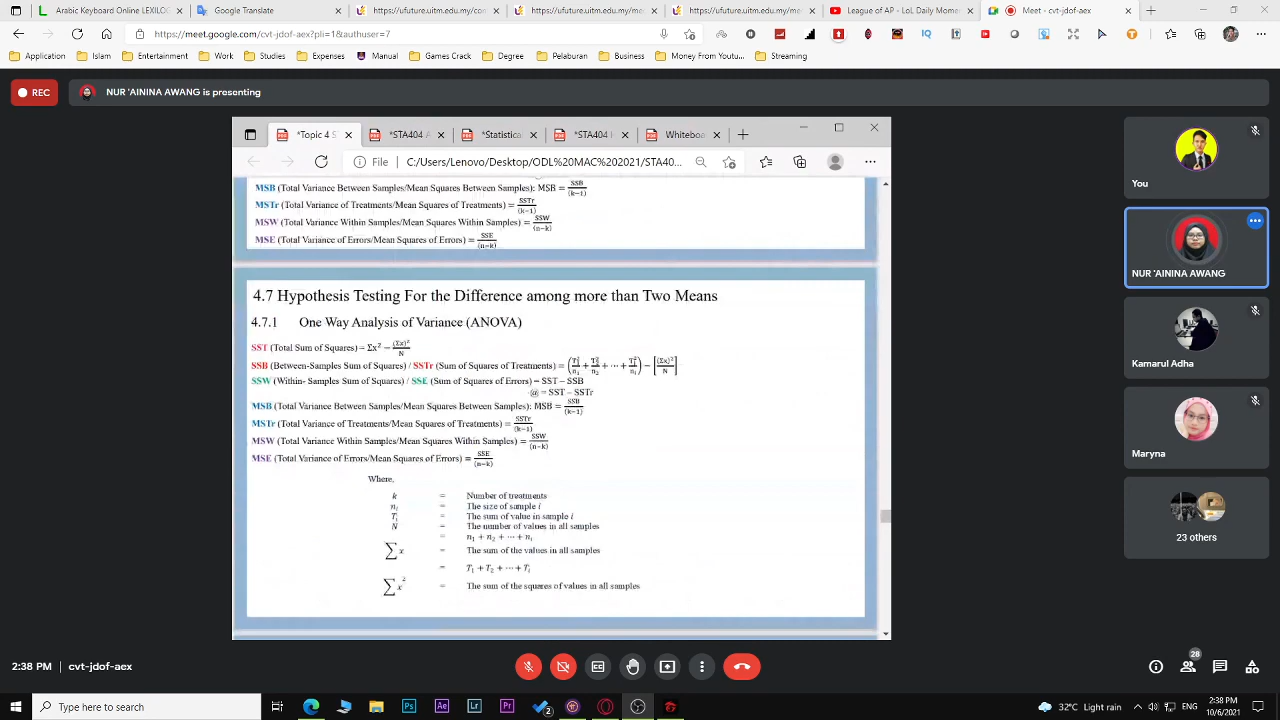 Arabic Keyboard Online LEXILOG
Google Translate
https://ufuture.uitm.edu.my/me
https://ufuture.uitm.edu.my/me
https://ufuture.uitm.edu.my/me
League of AP - LoL Daily Mome
Meet - cvt-jdof-aex
https://meet.google.com/cvt-jdof-aex?pli=1&authuser=7
Application
Islam
Entertainment
Work
Studies
Expenses
Manual
Games Crack
Pelaburan
Business
Money From Youtu...
Streaming
REC
NUR 'AININA AWANG is presenting
*Topic 4 S
*STA404 A
*Statistica
*STA404
Whiteboa
File C:/Users/Lenovo/Desktop/ODL%20MAC%202021/STA40...
MSB (Total Variance Between Samples/Mean Squares Between Samples): MSB = SSB/(k-1)
MSTr (Total Variance of Treatments/Mean Squares of Treatments) = SSTr/(k-1)
MSW (Total Variance Within Samples/Mean Squares Within Samples) = SSW/(n-k)
MSE (Total Variance of Errors/Mean Squares of Errors) = SSE/(n-k)
4.7 Hypothesis Testing For the Difference among more than Two Means
4.7.1 One Way Analysis of Variance (ANOVA)
SST (Total Sum of Squares) = Σx² − (Σx)²/N
SSB (Between-Samples Sum of Squares) / SSTr (Sum of Squares of Treatments) = (T₁²/n₁ + T₂²/n₂ + ⋯ + Tᵢ²/nᵢ) − [(Σx)²/N]
SSW (Within- Samples Sum of Squares) / SSE (Sum of Squares of Errors) = SST – SSB
@ = SST – SSTr
MSB (Total Variance Between Samples/Mean Squares Between Samples): MSB = SSB/(k-1)
MSTr (Total Variance of Treatments/Mean Squares of Treatments) = SSTr/(k-1)
MSW (Total Variance Within Samples/Mean Squares Within Samples) = SSW/(n-k)
MSE (Total Variance of Errors/Mean Squares of Errors) = SSE/(n-k)
Where,
k = Number of treatments
nᵢ = The size of sample i
Tᵢ = The sum of value in sample i
N = The number of values in all samples
= n₁ + n₂ + ⋯ + nᵢ
∑x = The sum of the values in all samples
= T₁ + T₂ + ⋯ + Tᵢ
∑x² = The sum of the squares of values in all samples
You
NUR 'AININA AWANG
Kamarul Adha
Maryna
23 others
2:38 PM | cvt-jdof-aex
28
Type here to search
Ps
Ae
Lr
Pr
2
32°C Light rain
ENG
2:38 PM
10/6/2021